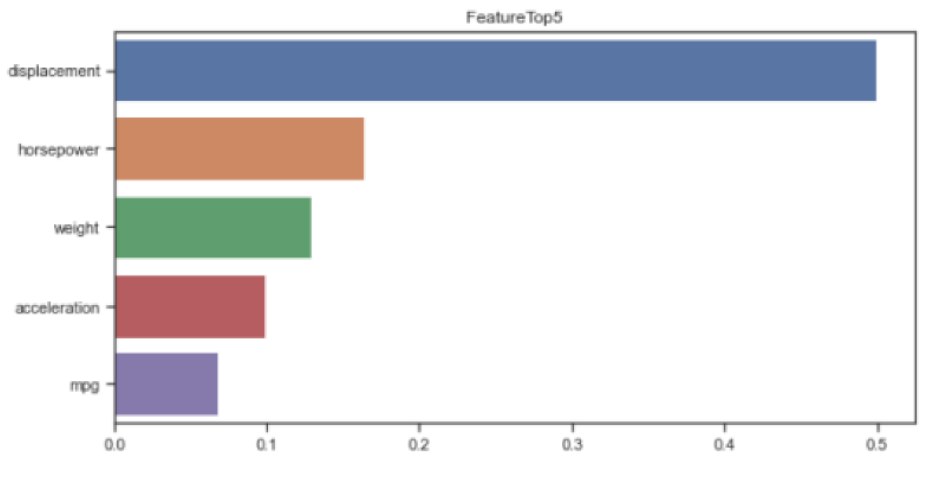 FeatureTop5
displacement
horsepower
weight
acceleration
mpg
0.0 0.1 0.2 0.3 0.4 0.5